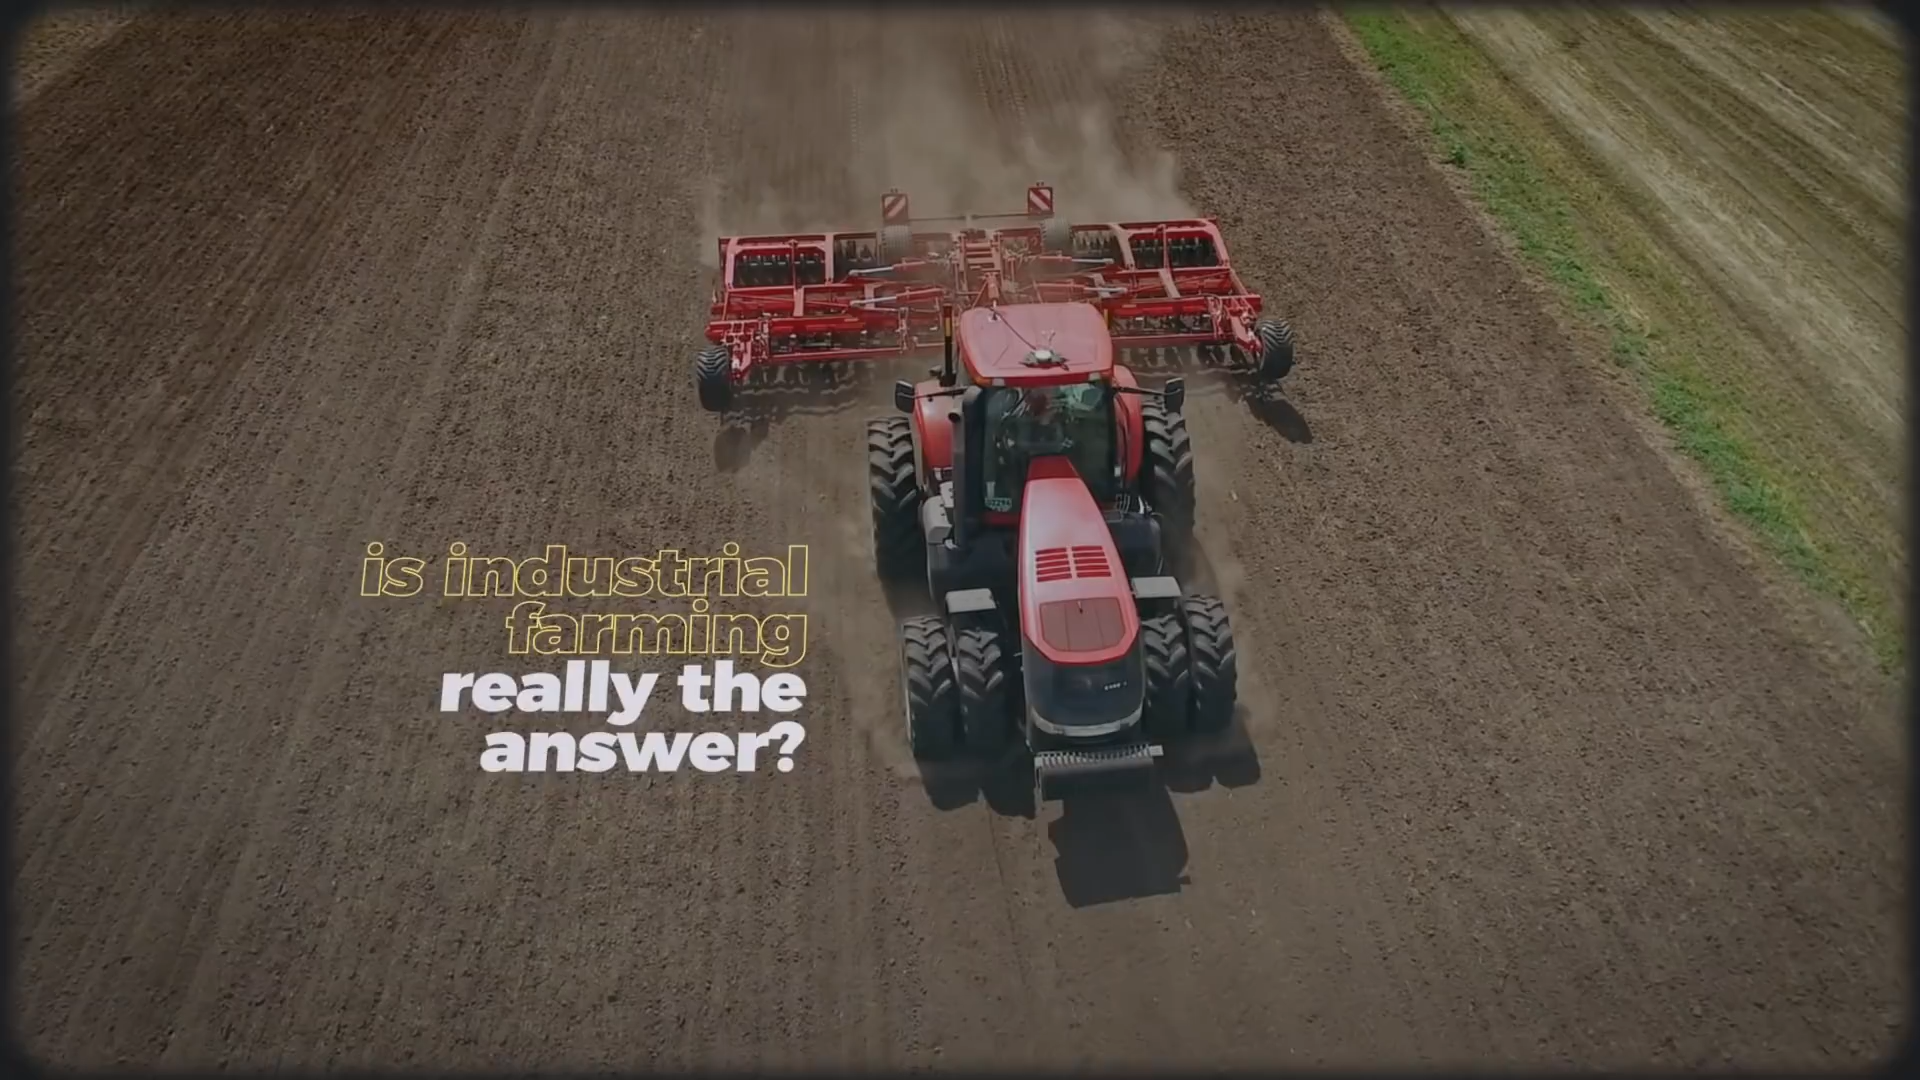 is industrial
farming
really the
answer?